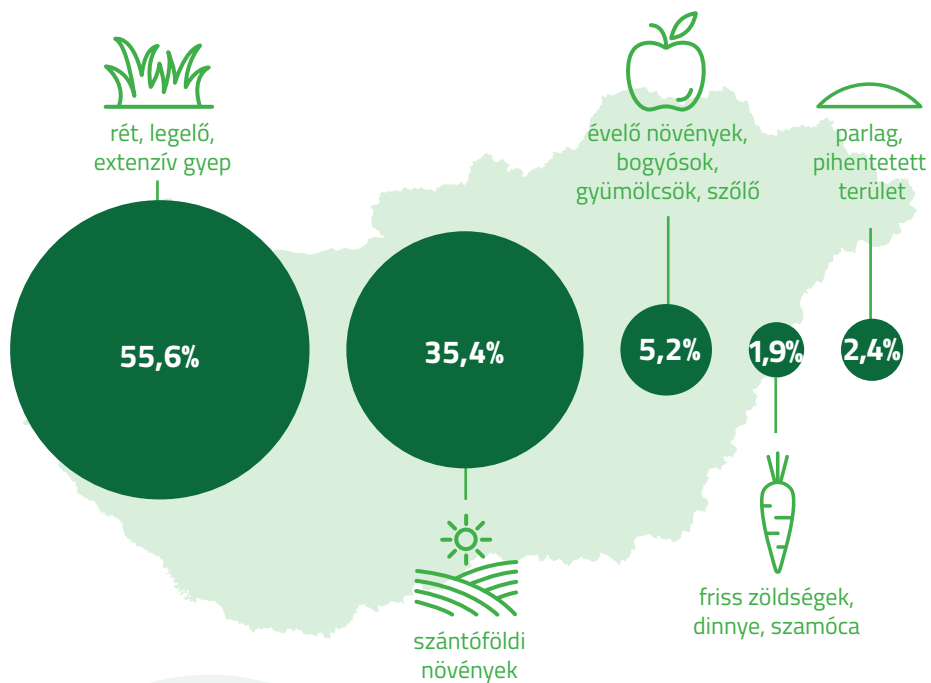 rét, legelő,
extenzív gyep
55,6%
35,4%
szántóföldi
növények
évelő növények,
bogyósok,
gyümölcsök, szőlő
5,2%
1,9%
friss zöldségek,
dinnye, szamóca
parlag,
pihentetett
terület
2,4%